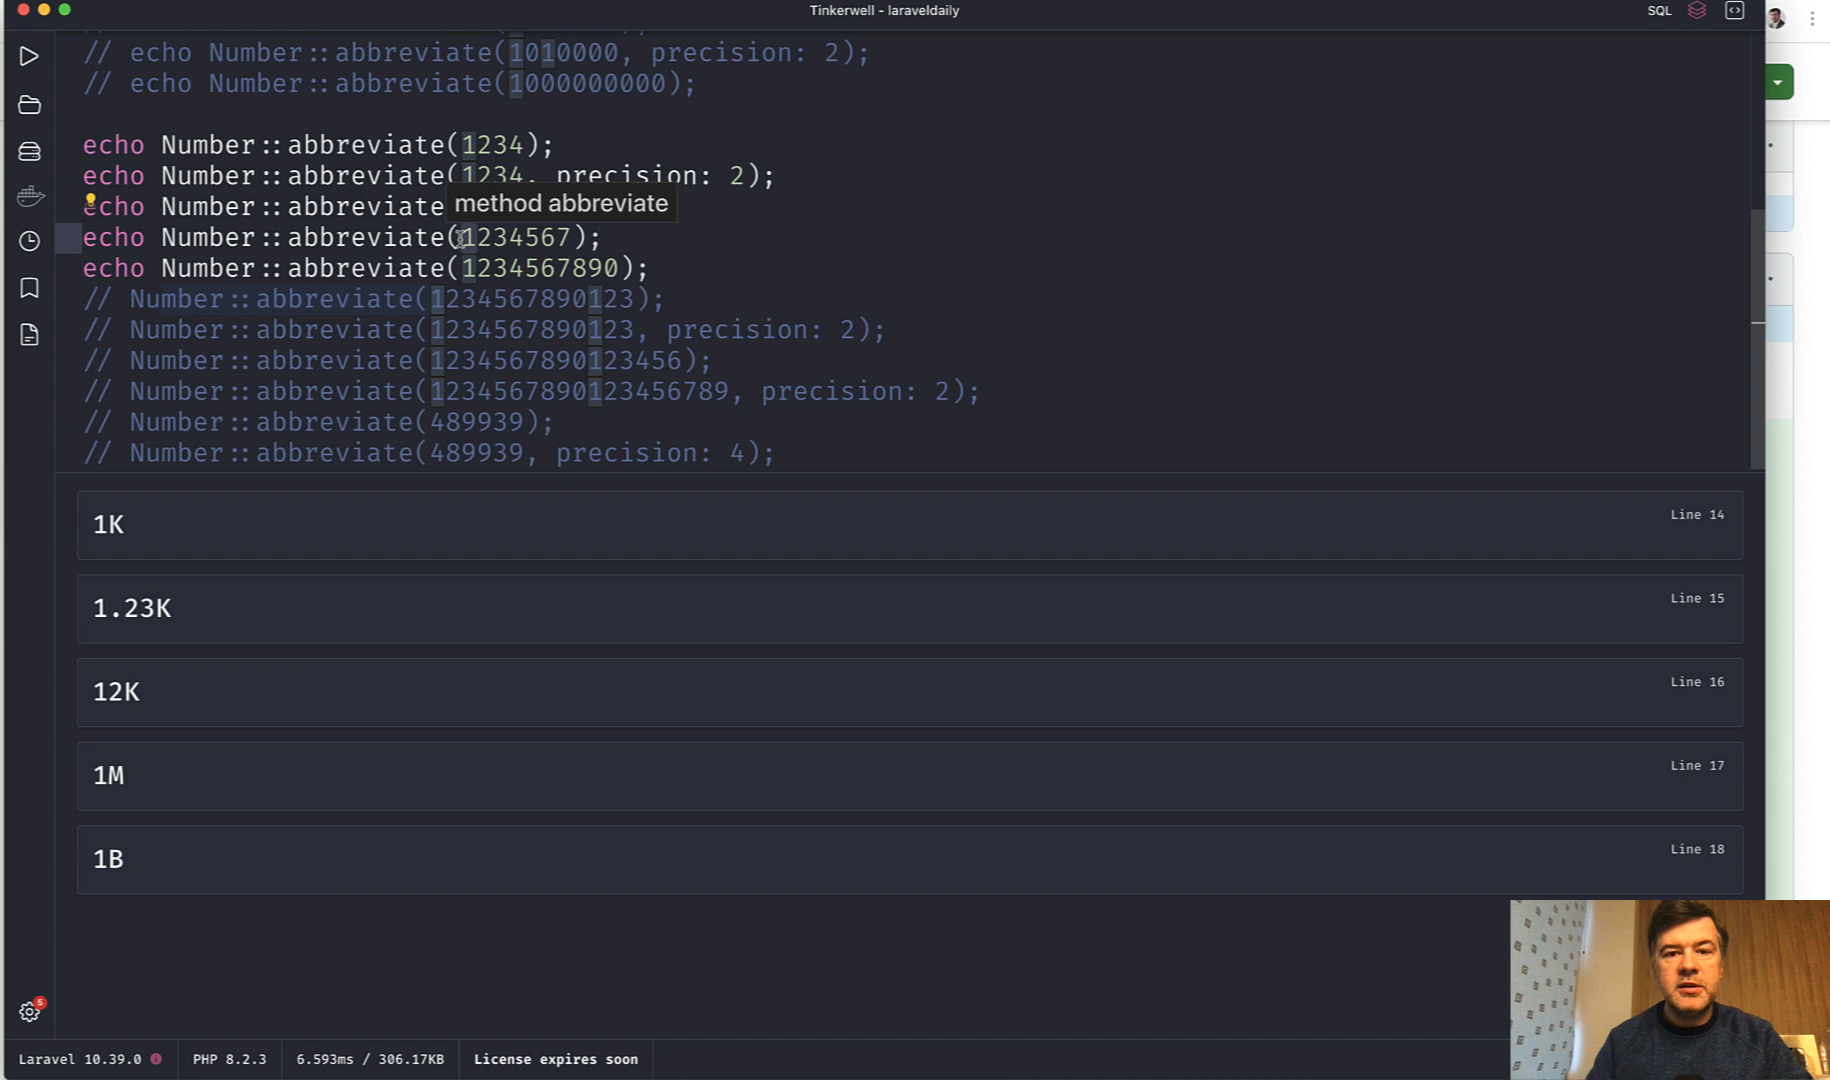 Tinkerwell - laraveldaily
SQL
// echo Number::abbreviate(1010000, precision: 2);
// echo Number::abbreviate(1000000000);
echo Number::abbreviate(1234);
echo Number::abbreviate(1234, precision: 2);
echo Number::abbreviate
method abbreviate
echo Number::abbreviate(1234567);
echo Number::abbreviate(1234567890);
// Number::abbreviate(1234567890123);
// Number::abbreviate(1234567890123, precision: 2);
// Number::abbreviate(1234567890123456);
// Number::abbreviate(1234567890123456789, precision: 2);
// Number::abbreviate(489939);
// Number::abbreviate(489939, precision: 4);
1K
Line 14
1.23K
Line 15
12K
Line 16
1M
Line 17
1B
Line 18
5
Laravel 10.39.0
PHP 8.2.3
6.593ms / 306.17KB
License expires soon